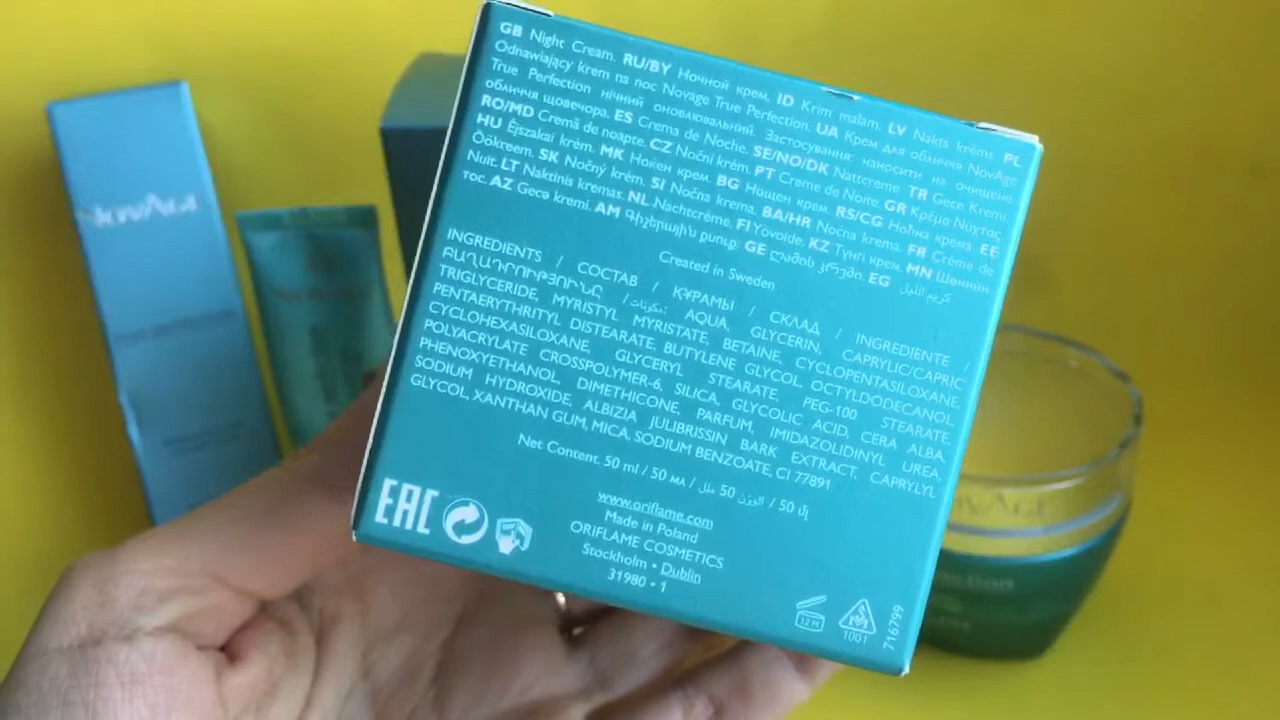 GB Night Cream. RU/BY Ночной крем. ID Krim malam. LV Nakts krēms. PL
Odnawiający krem na noc Novage True Perfection. UA Крем для обличчя NovAge
True Perfection нічний оновлювальний. Застосування: наносити на очищене
обличчя щовечора. ES Crema de Noche. SE/NO/DK Nattcreme TR Gece Kremi.
RO/MD Cremă de noapte. CZ Noční krém. PT Creme de Noite. GR Κρέμα Νύχτας
HU Éjszakai krém. MK Ноќен крем. BG Нощен крем. RS/CG Noćna krema EE
Öökreem. SK Nočný krém. SI Nočna krema. BA/HR Noćna krema. FR Crème de
Nuit. LT Naktinis kremas. NL Nachtcrème. FI Yövoide. KZ Түнгі крем. MN Шөнийн
тос. AZ Gecə kremi. AM Գիշերային քսուք. GE ღამის კრემი. EG كريم الليل
Created in Sweden
INGREDIENTS / СОСТАВ / ҚҰРАМЫ / СКЛАД / INGREDIENTE /
ԲԱՂԱԴՐՈՒԹՅՈՒՆԸ / مكونات: AQUA, GLYCERIN, CAPRYLIC/CAPRIC
TRIGLYCERIDE, MYRISTYL MYRISTATE, BETAINE, CYCLOPENTASILOXANE,
PENTAERYTHRITYL DISTEARATE, BUTYLENE GLYCOL, OCTYLDODECANOL,
CYCLOHEXASILOXANE, GLYCERYL STEARATE, PEG-100 STEARATE,
POLYACRYLATE CROSSPOLYMER-6, SILICA, GLYCOLIC ACID, CERA ALBA,
PHENOXYETHANOL, DIMETHICONE, PARFUM, IMIDAZOLIDINYL UREA,
SODIUM HYDROXIDE, ALBIZIA JULIBRISSIN BARK EXTRACT, CAPRYLYL
GLYCOL, XANTHAN GUM, MICA, SODIUM BENZOATE, CI 77891
Net Content. 50 ml / 50 мл / الوزن 50 ملل / 50 մլ
www.oriflame.com
Made in Poland
ORIFLAME COSMETICS
Stockholm • Dublin
31980 • 1
EAC
12 M
1001
716799
NOVAGE
NOVAGE